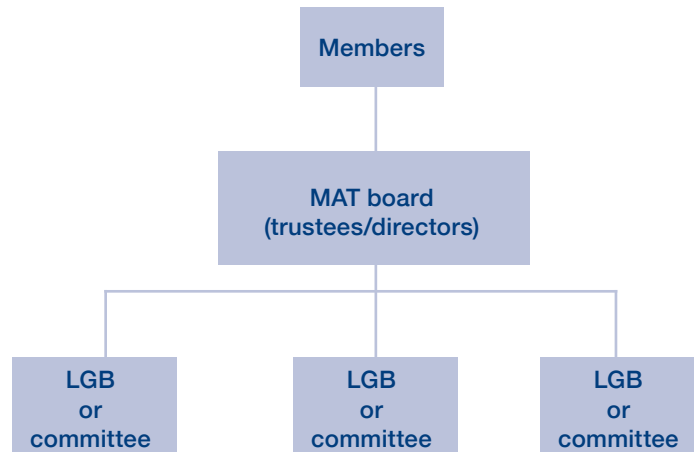 Members
MAT board
(trustees/directors)
LGB
or
committee
LGB
or
committee
LGB
or
committee